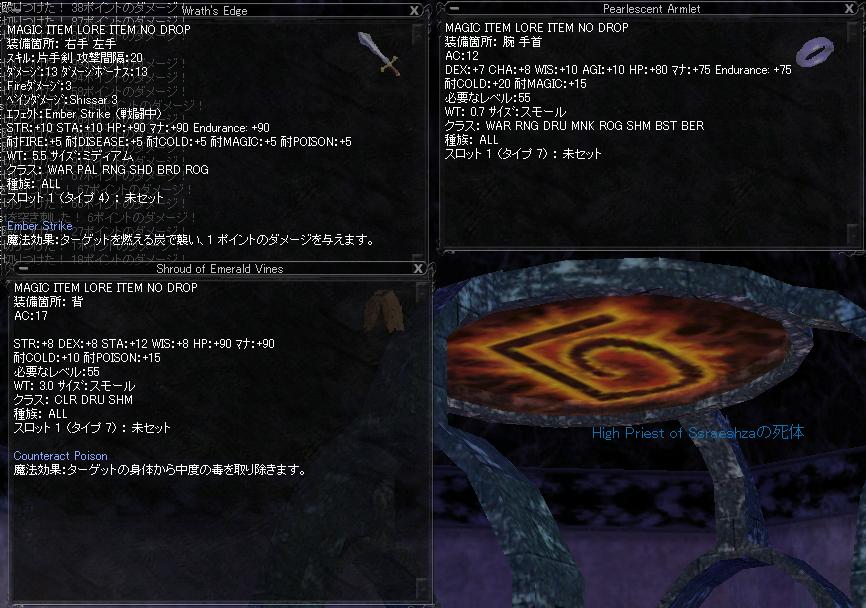 Wrath's Edge
MAGIC ITEM LORE ITEM NO DROP
装備箇所: 右手 左手
スキル:片手剣 攻撃間隔:20
ダメージ:13 ダメージボーナス:13
Fireダメージ:3
ベインダメージ:Shissar 3
エフェクト:Ember Strike (戦闘中)
STR:+10 STA:+10 HP:+90 マナ:+90 Endurance: +90
耐FIRE:+5 耐DISEASE:+5 耐COLD:+5 耐MAGIC:+5 耐POISON:+5
WT: 5.5 サイズ:ミディアム
クラス: WAR PAL RNG SHD BRD ROG
種族: ALL
スロット 1 (タイプ 4) : 未セット
Ember Strike
魔法効果:ターゲットを燃える炭で襲い、1 ポイントのダメージを与えます。
Pearlescent Armlet
MAGIC ITEM LORE ITEM NO DROP
装備箇所: 腕 手首
AC:12
DEX:+7 CHA:+8 WIS:+10 AGI:+10 HP:+80 マナ:+75 Endurance: +75
耐COLD:+20 耐MAGIC:+15
必要なレベル:55
WT: 0.7 サイズ:スモール
クラス: WAR RNG DRU MNK ROG SHM BST BER
種族: ALL
スロット 1 (タイプ 7) : 未セット
Shroud of Emerald Vines
MAGIC ITEM LORE ITEM NO DROP
装備箇所: 背
AC:17
STR:+8 DEX:+8 STA:+12 WIS:+8 HP:+90 マナ:+90
耐COLD:+10 耐POISON:+15
必要なレベル:55
WT: 3.0 サイズ:スモール
クラス: CLR DRU SHM
種族: ALL
スロット 1 (タイプ 7) : 未セット
Counteract Poison
魔法効果:ターゲットの身体から中度の毒を取り除きます。
High Priest of Ssraeshzaの死体